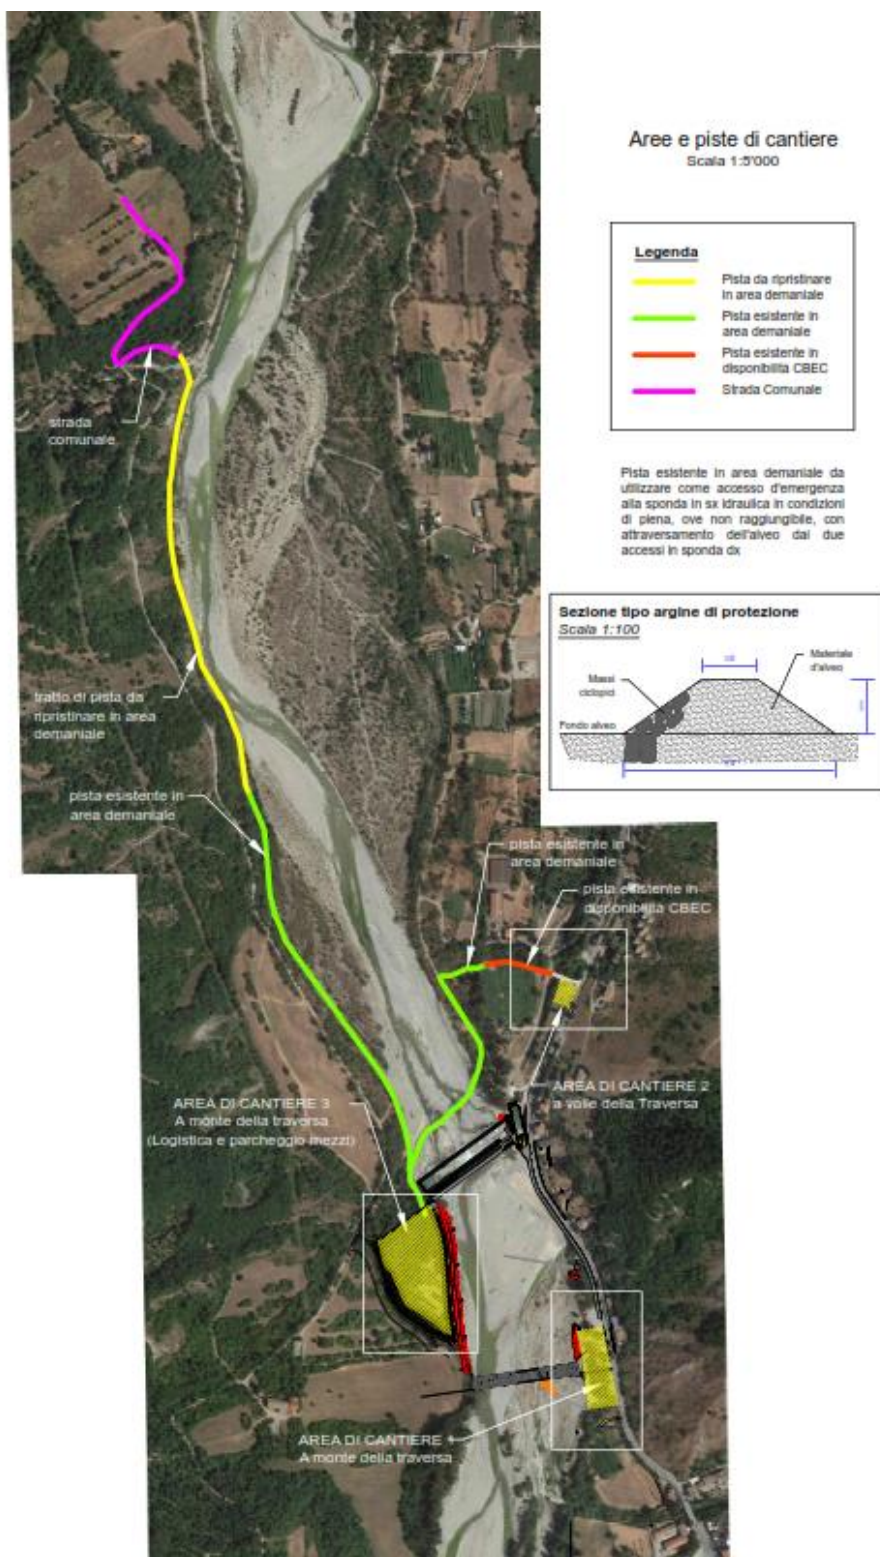 Aree e piste di cantiere
Scala 1:5'000
Legenda
Pista da ripristinare
in area demaniale
Pista esistente in
area demaniale
Pista esistente in
disponibilità CBEC
Strada Comunale
strada
comunale
Pista esistente in area demaniale da
utilizzare come accesso d'emergenza
alla sponda in sx idraulica in condizioni
di piena, ove non raggiungibile, con
attraversamento dell'alveo dai due
accessi in sponda dx
Sezione tipo argine di protezione
Scala 1:100
Massi
ciclopici
Materiale
d'alveo
Fondo alveo
tratto di pista da
ripristinare in area
demaniale
pista esistente in
area demaniale
pista esistente in
area demaniale
pista esistente in
disponibilità CBEC
AREA DI CANTIERE 2
a valle della Traversa
AREA DI CANTIERE 3
A monte della traversa
(Logistica e parcheggio mezzi)
AREA DI CANTIERE 1
A monte della traversa